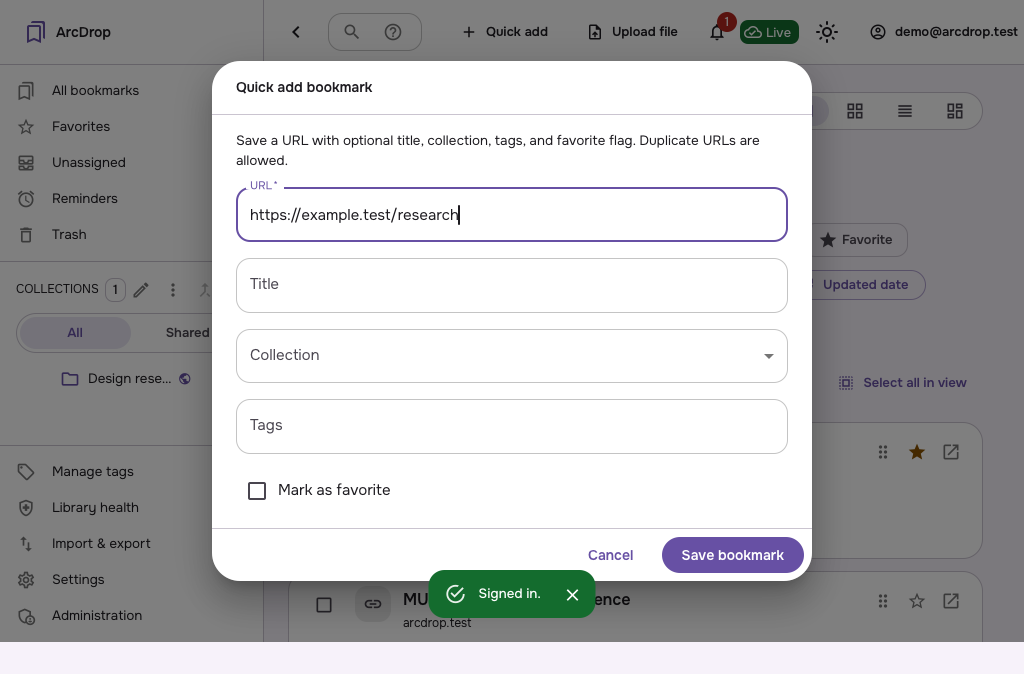 ArcDrop
Quick add
Upload file
1
Live
demo@arcdrop.test
All bookmarks
Favorites
Unassigned
Reminders
Trash
COLLECTIONS
1
All
Shared
Design rese...
Manage tags
Library health
Import & export
Settings
Administration
Quick add bookmark
Save a URL with optional title, collection, tags, and favorite flag. Duplicate URLs are
allowed.
URL *
https://example.test/research
Title
Collection
Tags
Mark as favorite
Cancel
Save bookmark
Favorite
Updated date
Select all in view
Signed in.
arcdrop.test